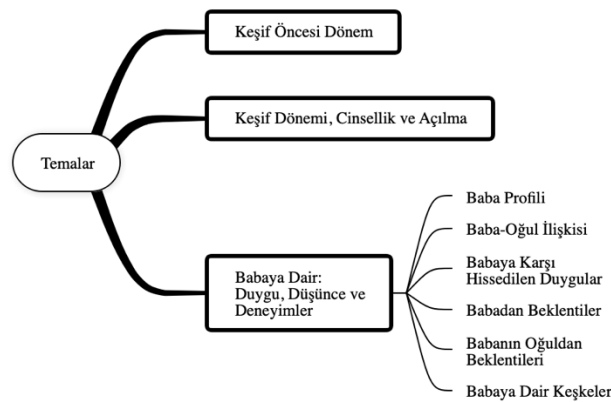 Temalar
Keşif Öncesi Dönem
Keşif Dönemi, Cinsellik ve Açılma
Babaya Dair:
Duygu, Düşünce ve
Deneyimler
Baba Profili
Baba-Oğul İlişkisi
Babaya Karşı
Hissedilen Duygular
Babadan Beklentiler
Babanın Oğuldan
Beklentileri
Babaya Dair Keşkeler